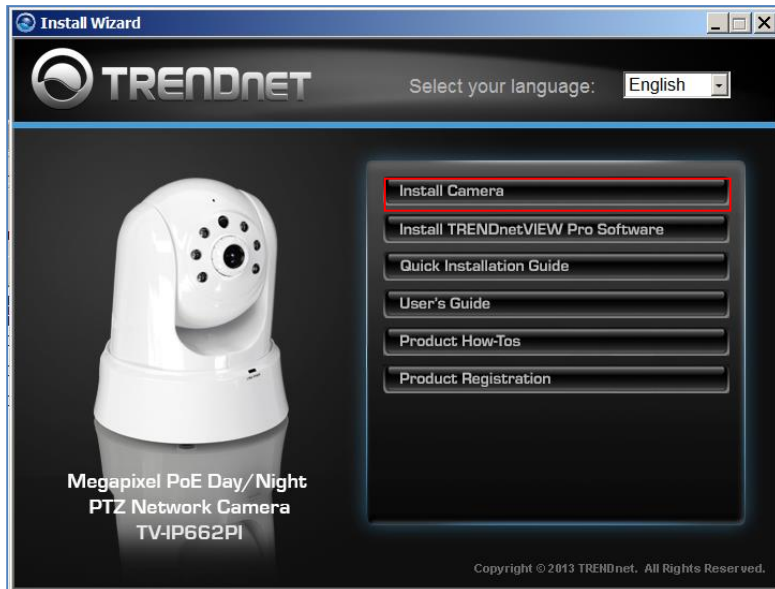 Install Wizard
TRENDnet
Select your language: English
Install Camera
Install TRENDnetVIEW Pro Software
Quick Installation Guide
User's Guide
Product How-Tos
Product Registration
Megapixel PoE Day/Night
PTZ Network Camera
TV-IP662PI
Copyright © 2013 TRENDnet. All Rights Reserved.